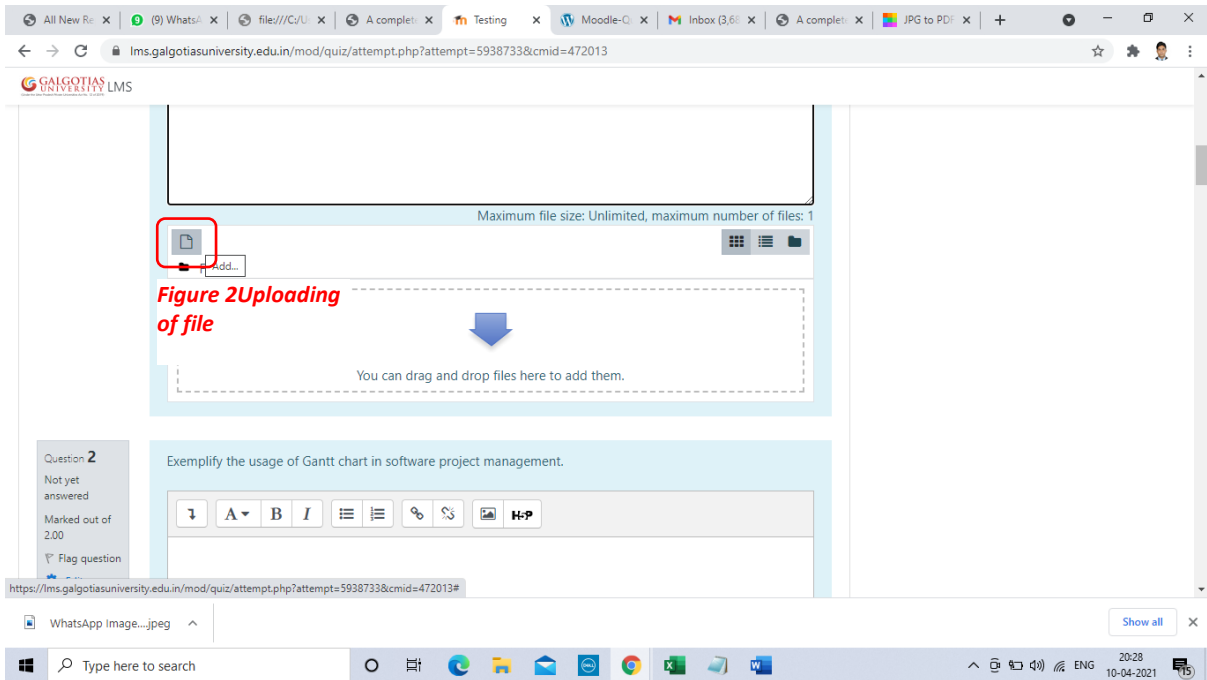 All New Re
(9) WhatsA
file:///C:/U
A complete
Testing
Moodle-Q
Inbox (3,68
A complete
JPG to PDF
lms.galgotiasuniversity.edu.in/mod/quiz/attempt.php?attempt=5938733&cmid=472013
GALGOTIAS
UNIVERSITY LMS
Maximum file size: Unlimited, maximum number of files: 1
Add...
Figure 2Uploading
of file
You can drag and drop files here to add them.
Question 2
Not yet
answered
Marked out of
2.00
Flag question
Exemplify the usage of Gantt chart in software project management.
A B I H-P
https://lms.galgotiasuniversity.edu.in/mod/quiz/attempt.php?attempt=5938733&cmid=472013#
WhatsApp Image....jpeg
Show all
Type here to search
DELL
ENG
20:28
10-04-2021
15